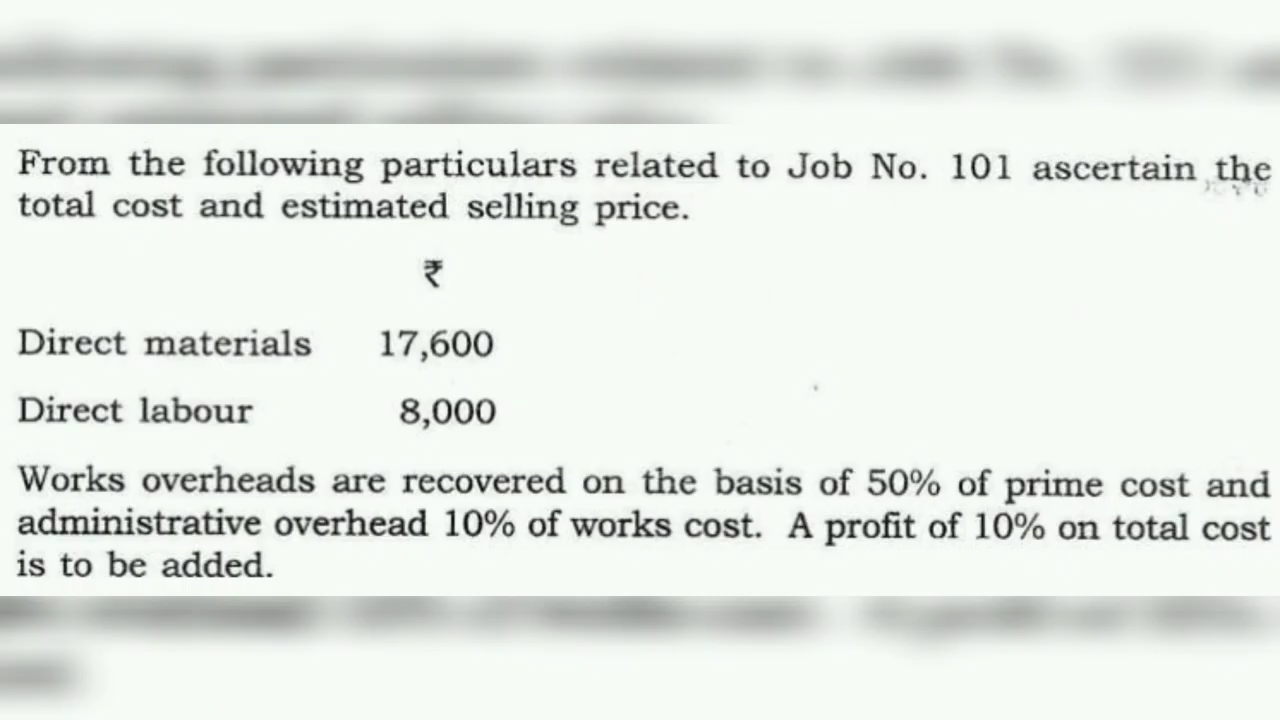 From the following particulars related to Job No. 101 ascertain the
total cost and estimated selling price.
₹
Direct materials 17,600
Direct labour 8,000
Works overheads are recovered on the basis of 50% of prime cost and
administrative overhead 10% of works cost. A profit of 10% on total cost
is to be added.